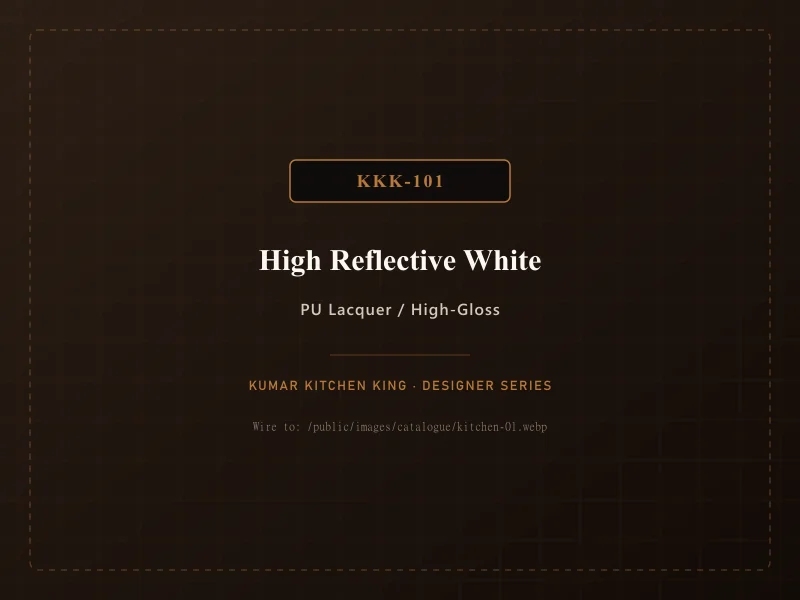 KKK-101
High Reflective White
PU Lacquer / High-Gloss
KUMAR KITCHEN KING · DESIGNER SERIES
Wire to: /public/images/catalogue/kitchen-01.webp